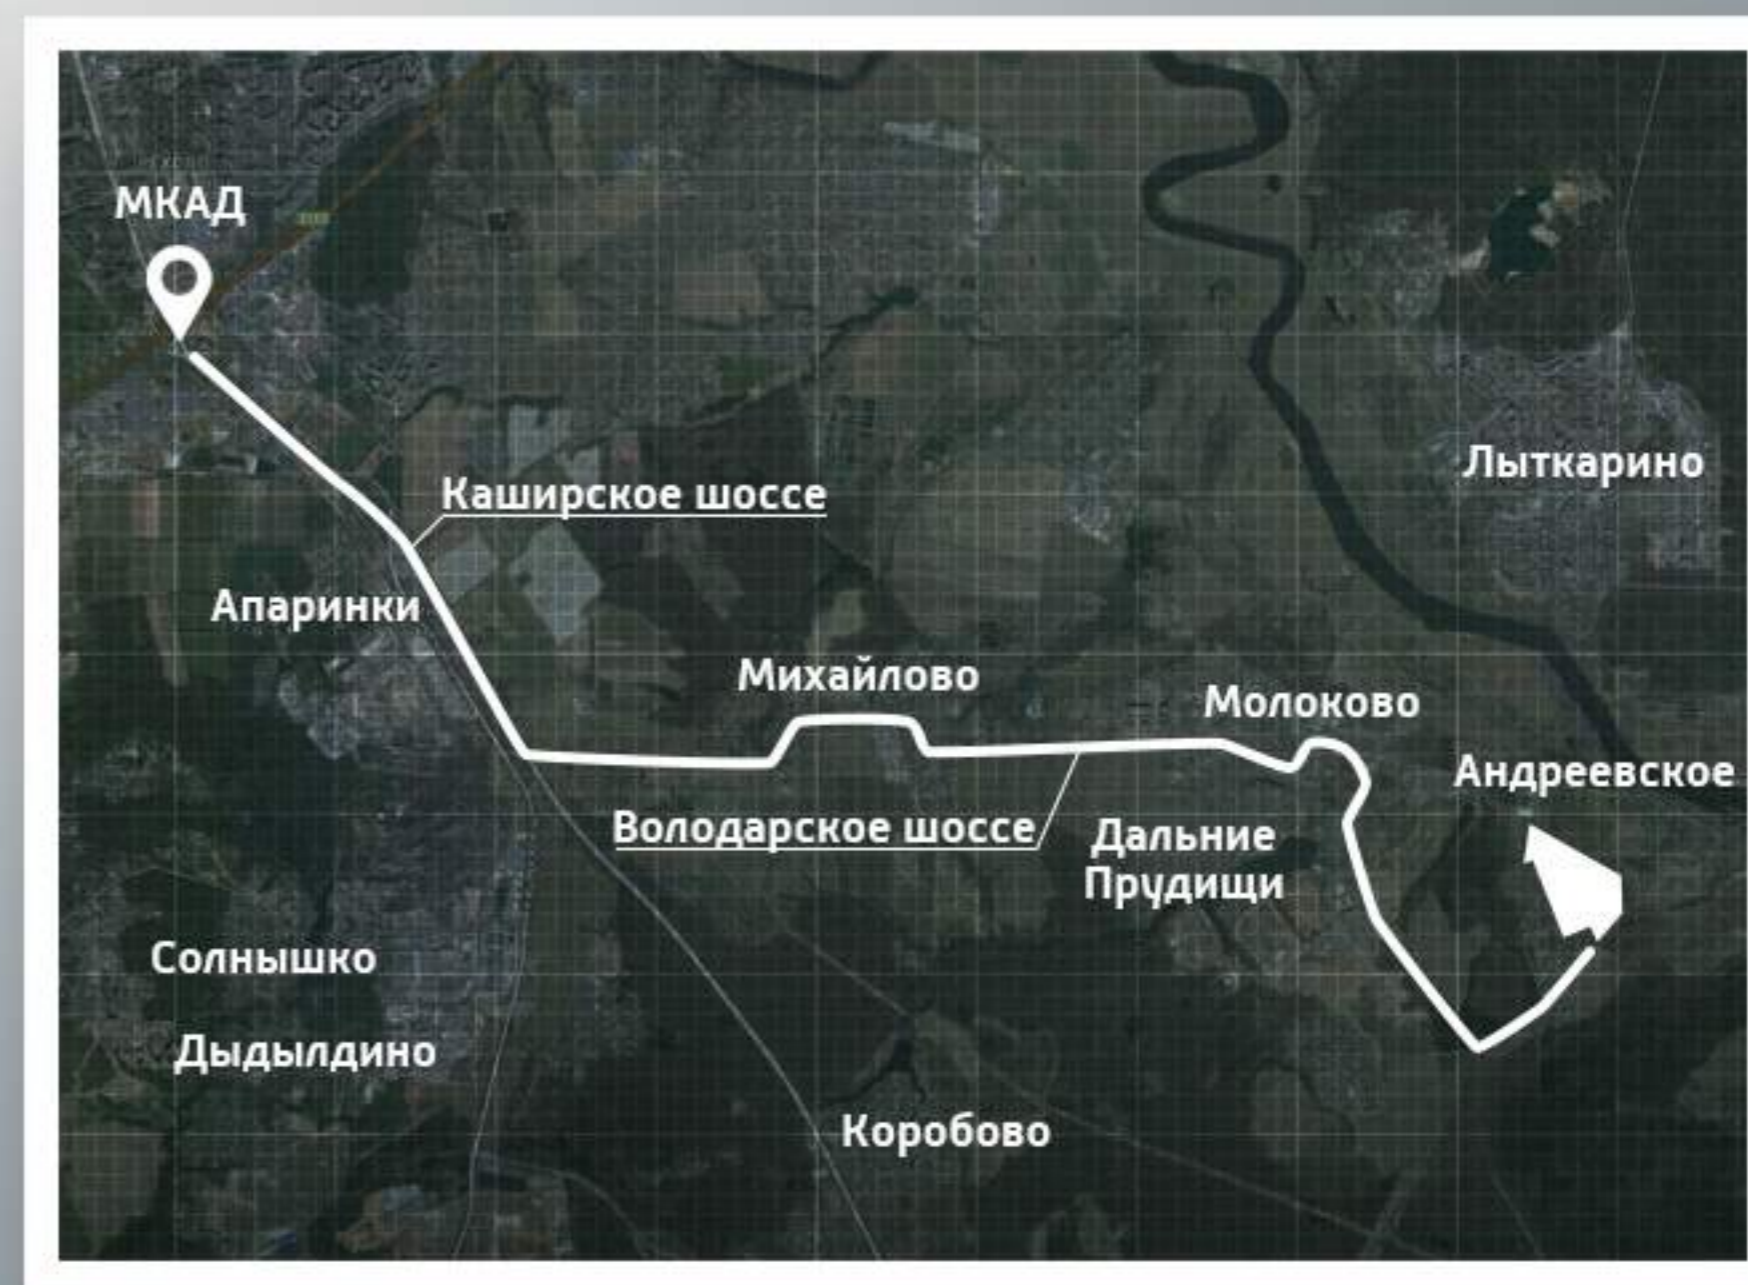 МКАД
Лыткарино
Каширское шоссе
Апаринки
Михайлово
Молоково
Андреевское
Володарское шоссе
Дальние
Прудищи
Солнышко
Дыдылдино
Коробово